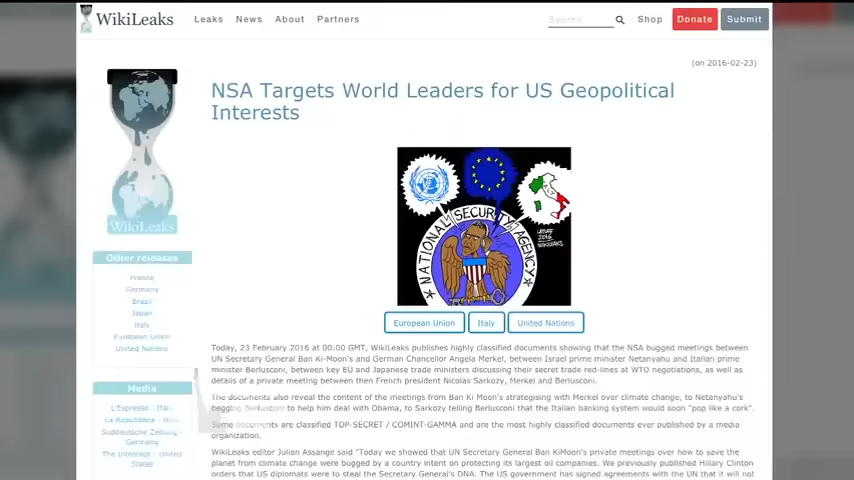 WikiLeaks
Leaks News About Partners
Search
Shop
Donate
Submit
(on 2016-02-23)
NSA Targets World Leaders for US Geopolitical
Interests
WikiLeaks
NATIONAL SECURITY AGENCY
LATUFF
2016
WIKILEAKS
European Union
Italy
United Nations
Other releases
France
Germany
Brazil
Japan
Italy
European Union
United Nations
Media
L'Espresso - Italy
La Repubblica - Italy
Suddeutsche Zeitung -
Germany
The Intercept - United
States
Today, 23 February 2016 at 00:00 GMT, WikiLeaks publishes highly classified documents showing that the NSA bugged meetings between
UN Secretary General Ban Ki-Moon's and German Chancellor Angela Merkel, between Israel prime minister Netanyahu and Italian prime
minister Berlusconi, between key EU and Japanese trade ministers discussing their secret trade red-lines at WTO negotiations, as well as
details of a private meeting between then French president Nicolas Sarkozy, Merkel and Berlusconi.
The documents also reveal the content of the meetings from Ban Ki Moon's strategising with Merkel over climate change, to Netanyahu's
begging Berlusconi to help him deal with Obama, to Sarkozy telling Berlusconi that the Italian banking system would soon "pop like a cork".
Some documents are classified TOP-SECRET / COMINT-GAMMA and are the most highly classified documents ever published by a media
organization.
WikiLeaks editor Julian Assange said "Today we showed that UN Secretary General Ban KiMoon's private meetings over how to save the
planet from climate change were bugged by a country intent on protecting its largest oil companies. We previously published Hillary Clinton
orders that US diplomats were to steal the Secretary General's DNA. The US government has signed agreements with the UN that it will not